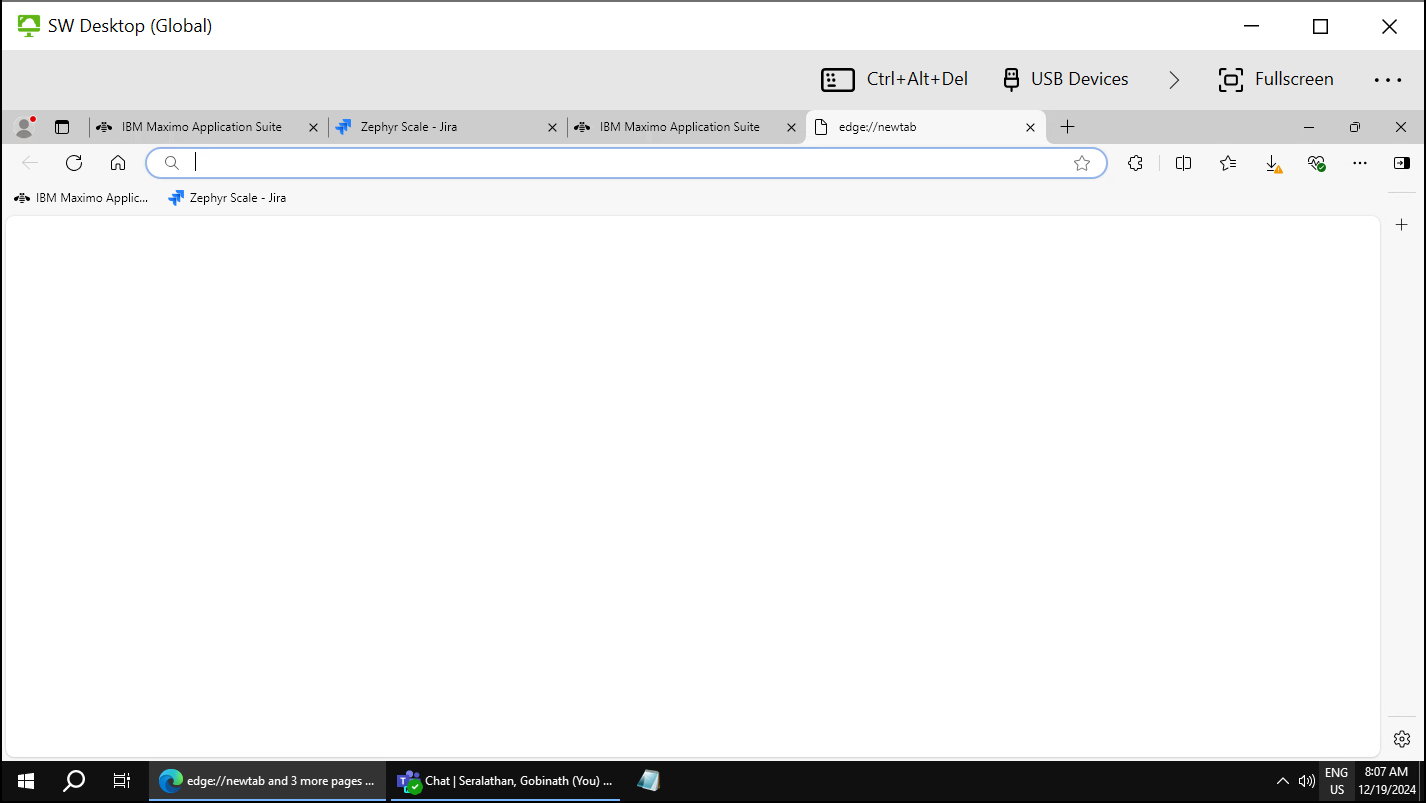 SW Desktop (Global)
Ctrl+Alt+Del
USB Devices
Fullscreen
IBM Maximo Application Suite
Zephyr Scale - Jira
IBM Maximo Application Suite
edge://newtab
IBM Maximo Applic...
Zephyr Scale - Jira
edge://newtab and 3 more pages ...
Chat | Seralathan, Gobinath (You) ...
ENG
US
8:07 AM
12/19/2024